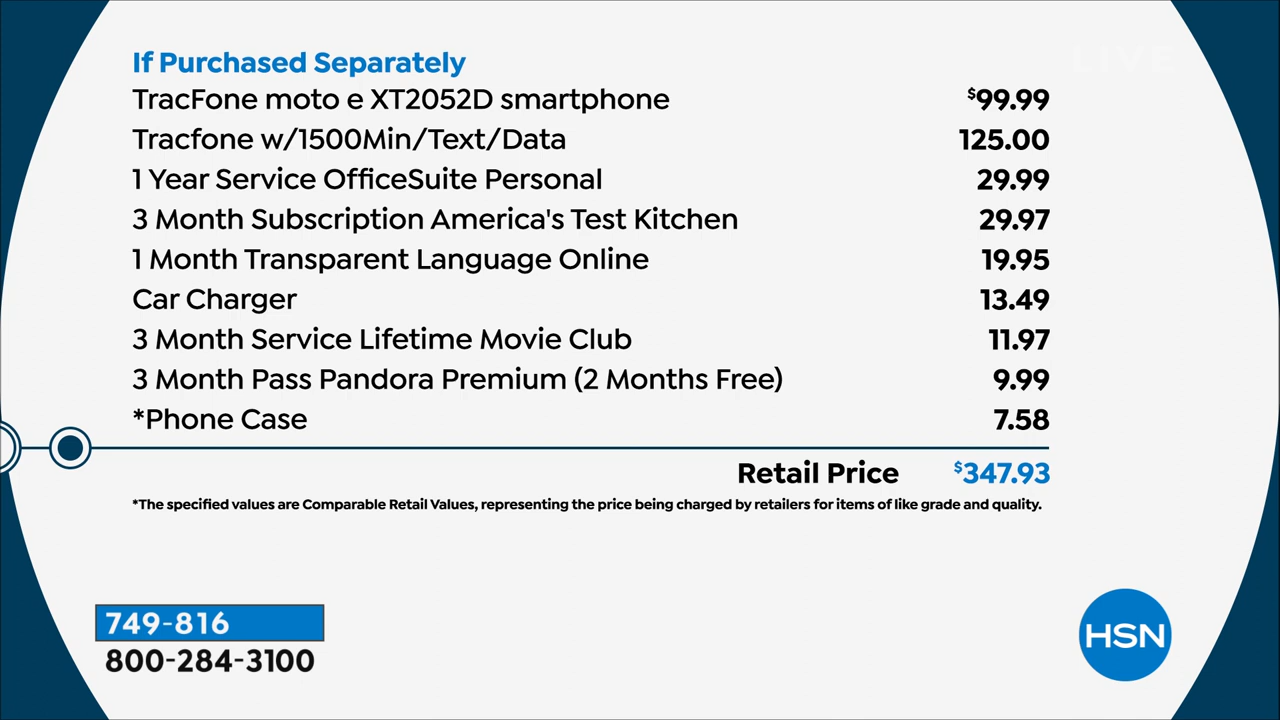 LIVE
If Purchased Separately
TracFone moto e XT2052D smartphone $99.99
Tracfone w/1500Min/Text/Data 125.00
1 Year Service OfficeSuite Personal 29.99
3 Month Subscription America's Test Kitchen 29.97
1 Month Transparent Language Online 19.95
Car Charger 13.49
3 Month Service Lifetime Movie Club 11.97
3 Month Pass Pandora Premium (2 Months Free) 9.99
*Phone Case 7.58
Retail Price $347.93
*The specified values are Comparable Retail Values, representing the price being charged by retailers for items of like grade and quality.
749-816
800-284-3100
HSN